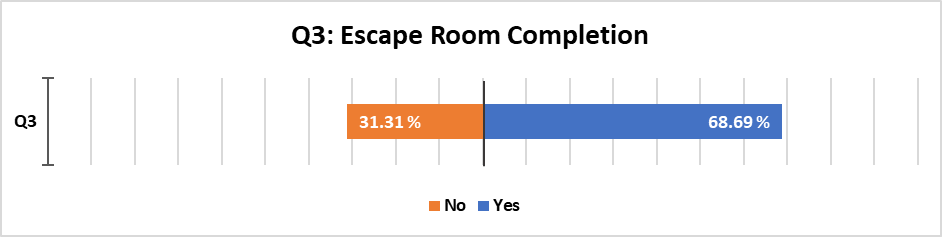 Q3: Escape Room Completion
Q3
31.31 %
68.69 %
No
Yes